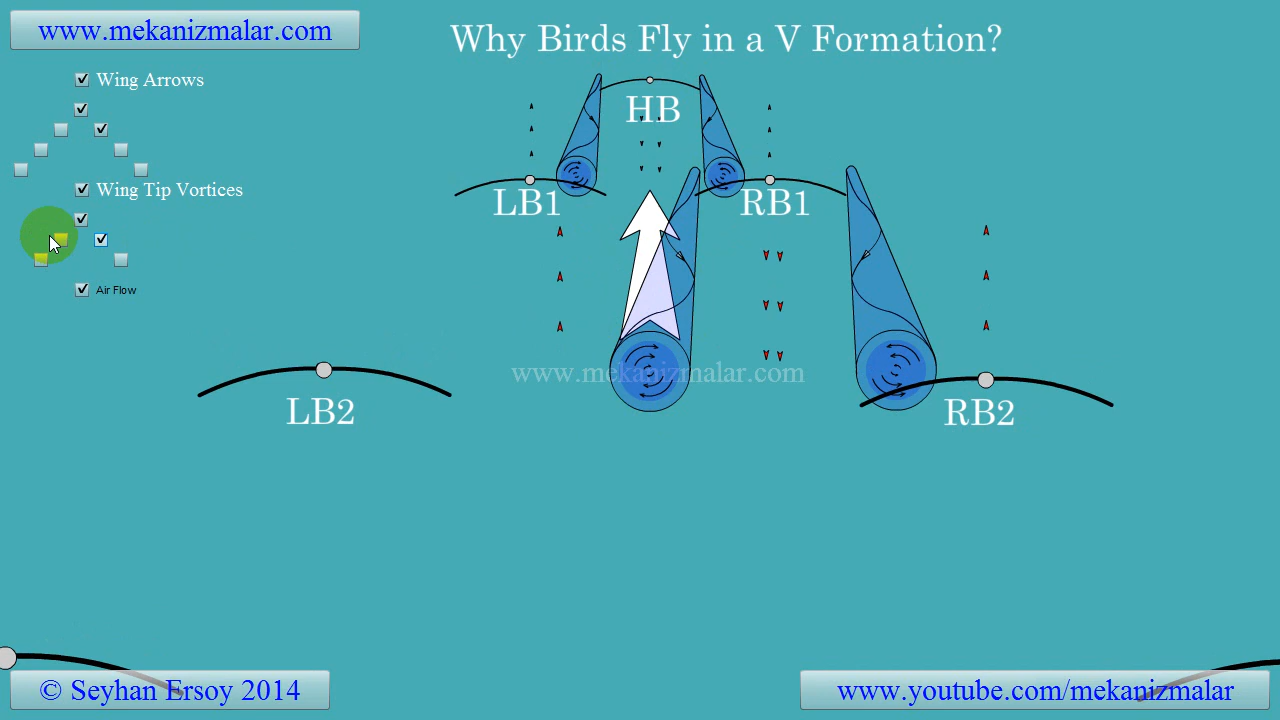 www.mekanizmalar.com
Why Birds Fly in a V Formation?
Wing Arrows
HB
Wing Tip Vortices
LB1
RB1
Air Flow
www.mekanizmalar.com
LB2
RB2
© Seyhan Ersoy 2014
www.youtube.com/mekanizmalar